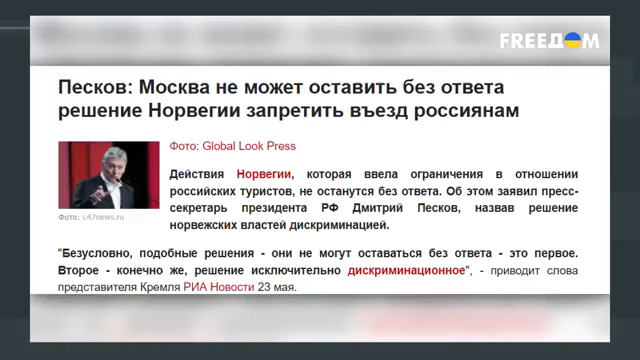 FREEDOM
Песков: Москва не может оставить без ответа
решение Норвегии запретить въезд россиянам
Фото: Global Look Press
Действия Норвегии, которая ввела ограничения в отношении
российских туристов, не останутся без ответа. Об этом заявил пресс-
секретарь президента РФ Дмитрий Песков, назвав решение
норвежских властей дискриминацией.
Фото: i.47news.ru
"Безусловно, подобные решения - они не могут оставаться без ответа - это первое.
Второе - конечно же, решение исключительно дискриминационное", - приводит слова
представителя Кремля РИА Новости 23 мая.